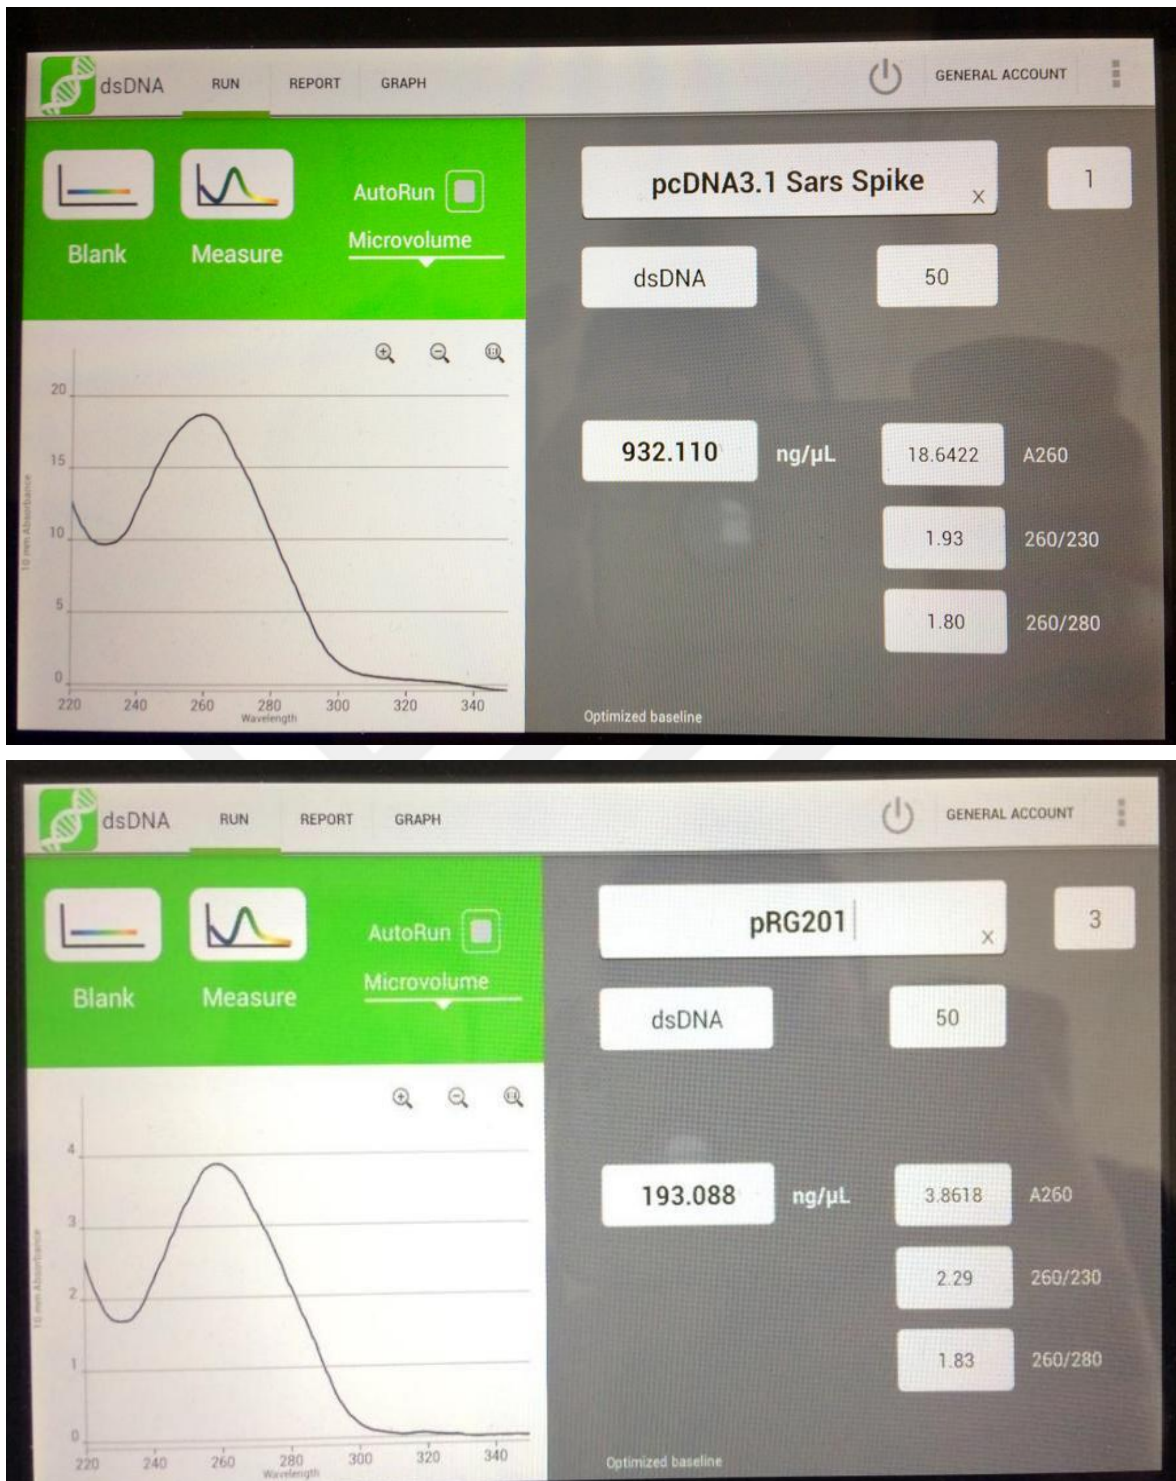 dsDNA RUN REPORT GRAPH GENERAL ACCOUNT
pcDNA3.1 Sars Spike x 1
AutoRun
Blank Measure Microvolume
dsDNA 50
20
15
10
5
0
10 mm Absorbance
220 240 260 280 300 320 340
Wavelength
932.110 ng/µL 18.6422 A260
1.93 260/230
1.80 260/280
Optimized baseline
dsDNA RUN REPORT GRAPH GENERAL ACCOUNT
pRG201 x 3
AutoRun
Blank Measure Microvolume
dsDNA 50
4
3
2
1
0
10 mm Absorbance
220 240 260 280 300 320 340
Wavelength
193.088 ng/µL 3.8618 A260
2.29 260/230
1.83 260/280
Optimized baseline